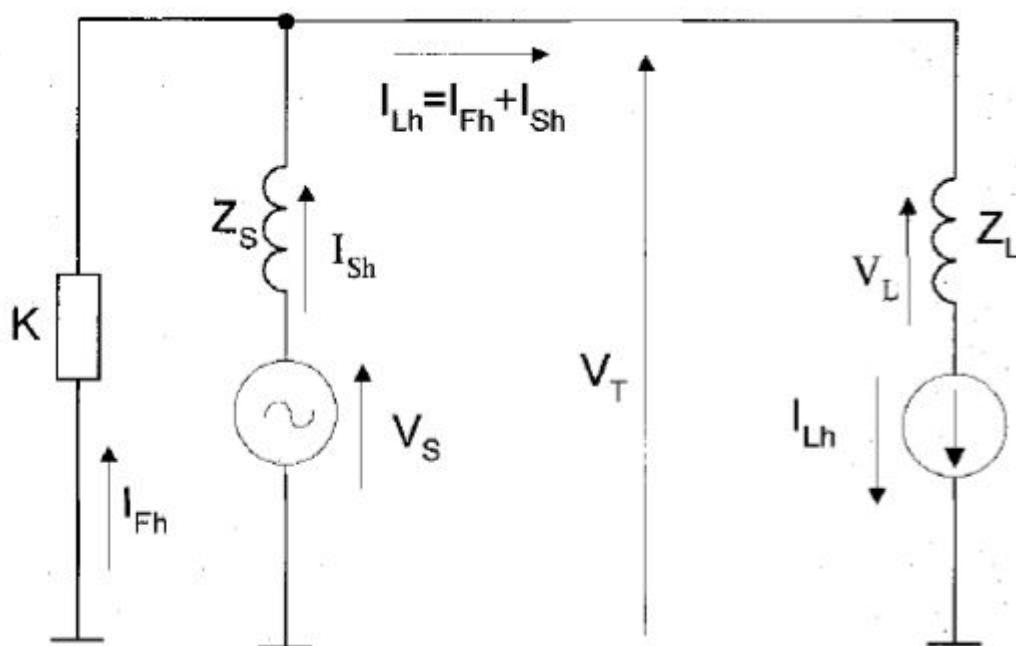 I_Lh=I_Fh+I_Sh
Z_S
I_Sh
Z_L
V_L
K
V_T
V_S
I_Lh
I_Fh